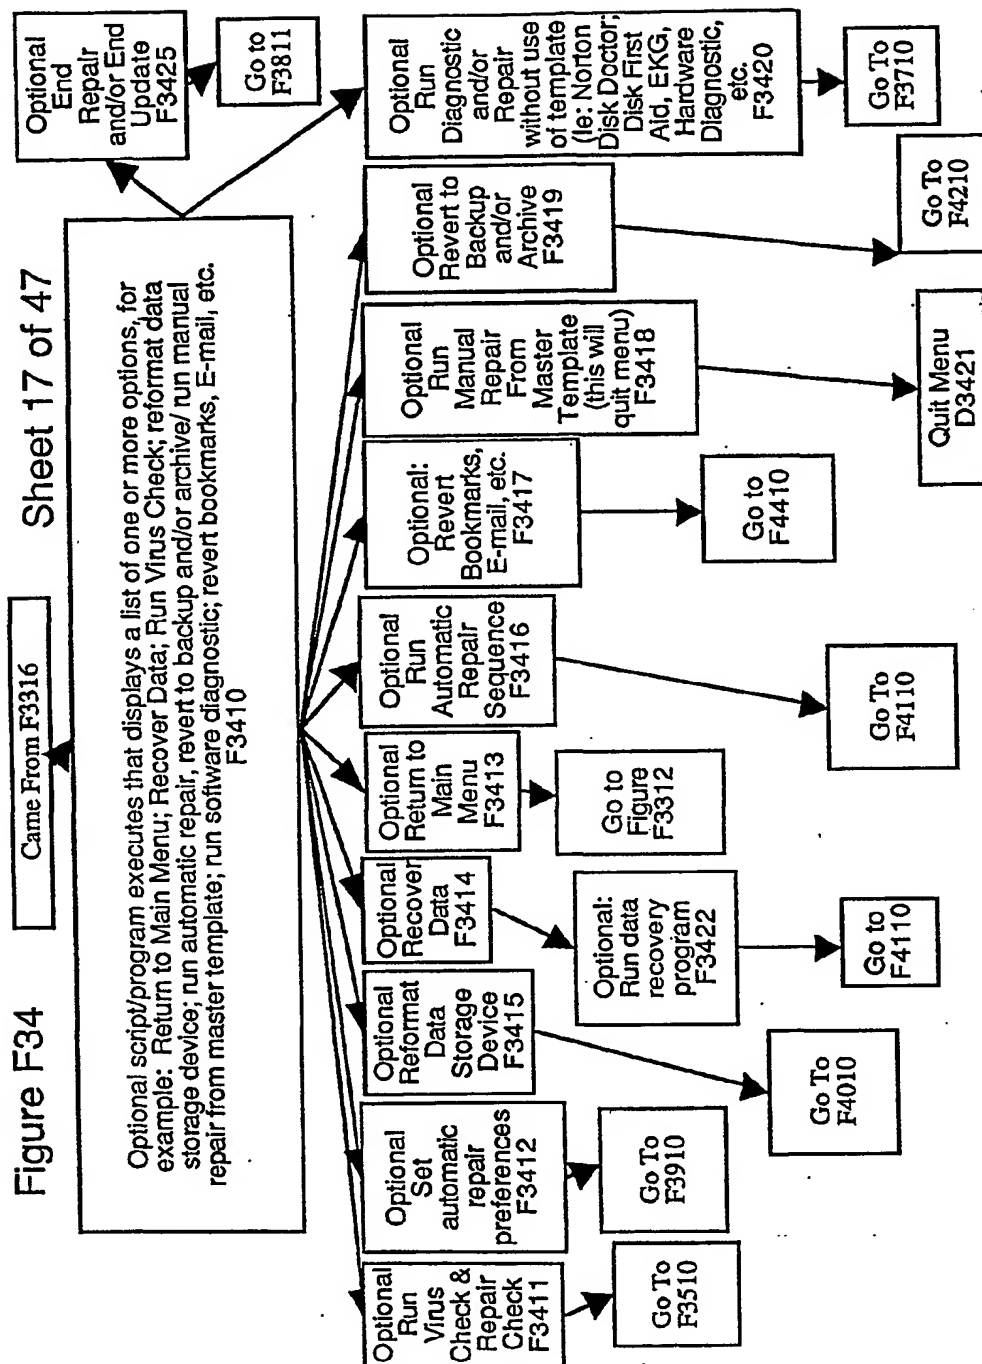 Figure F34
Sheet 17 of 47
Came From F3316
Optional script/program executes that displays a list of one or more options, for
example: Return to Main Menu; Recover Data; Run Virus Check; reformat data
storage device; run automatic repair, revert to backup and/or archive/ run manual
repair from master template; run software diagnostic; revert bookmarks, E-mail, etc.
F3410
Optional
End
Repair
and/or End
Update
F3425
Go to
F3811
Optional
Run
Virus
Check &
Repair
Check
F3411
Go To
F3510
Optional
Set
automatic
repair
preferences
F3412
Go To
F3910
Optional
Reformat
Data
Storage
Device
F3415
Go To
F4010
Optional
Recover
Data
F3414
Optional:
Run data
recovery
program
F3422
Go to
F4110
Optional
Return to
Main
Menu
F3413
Go to
Figure
F3312
Optional
Run
Automatic
Repair
Sequence
F3416
Go To
F4110
Optional:
Revert
Bookmarks,
E-mail, etc.
F3417
Go to
F4410
Optional
Run
Manual
Repair
From
Master
Template
(this will
quit menu)
F3418
Quit Menu
D3421
Optional
Revert to
Backup
and/or
Archive
F3419
Go To
F4210
Optional
Run
Diagnostic
and/or
Repair
without use
of template
(Ie: Norton
Disk Doctor;
Disk First
Aid, EKG,
Hardware
Diagnostic,
etc.
F3420
Go To
F3710